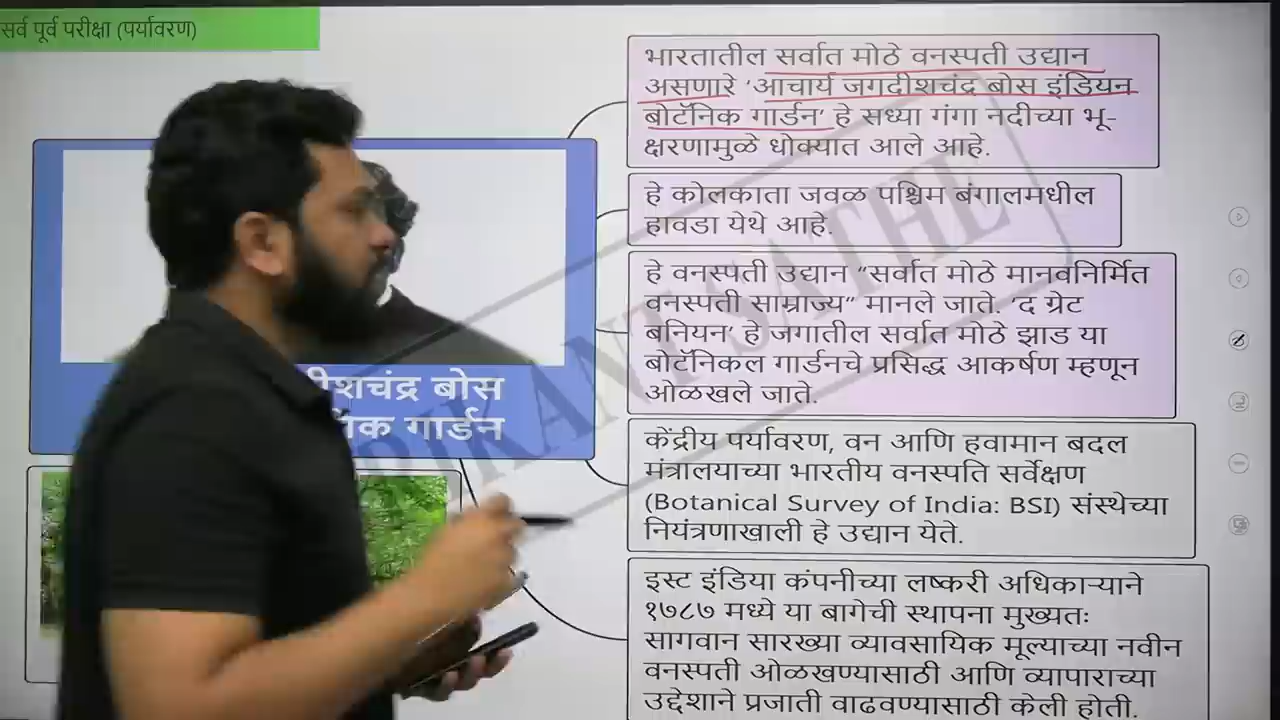 सर्व पूर्व परीक्षा (पर्यावरण)
भारतातील सर्वात मोठे वनस्पती उद्यान
असणारे ‘आचार्य जगदीशचंद्र बोस इंडियन
बोटॅनिक गार्डन’ हे सध्या गंगा नदीच्या भू-
क्षरणामुळे धोक्यात आले आहे.
हे कोलकाता जवळ पश्चिम बंगालमधील
हावडा येथे आहे.
हे वनस्पती उद्यान “सर्वात मोठे मानवनिर्मित
वनस्पती साम्राज्य” मानले जाते. ‘द ग्रेट
बनियन’ हे जगातील सर्वात मोठे झाड या
बोटॅनिकल गार्डनचे प्रसिद्ध आकर्षण म्हणून
ओळखले जाते.
बोस
गार्डन
केंद्रीय पर्यावरण, वन आणि हवामान बदल
मंत्रालयाच्या भारतीय वनस्पति सर्वेक्षण
(Botanical Survey of India: BSI) संस्थेच्या
नियंत्रणाखाली हे उद्यान येते.
इस्ट इंडिया कंपनीच्या लष्करी अधिकाऱ्याने
१७८७ मध्ये या बागेची स्थापना मुख्यतः
सागवान सारख्या व्यावसायिक मूल्याच्या नवीन
वनस्पती ओळखण्यासाठी आणि व्यापाराच्या
उद्देशाने प्रजाती वाढवण्यासाठी केली होती.
SATHE